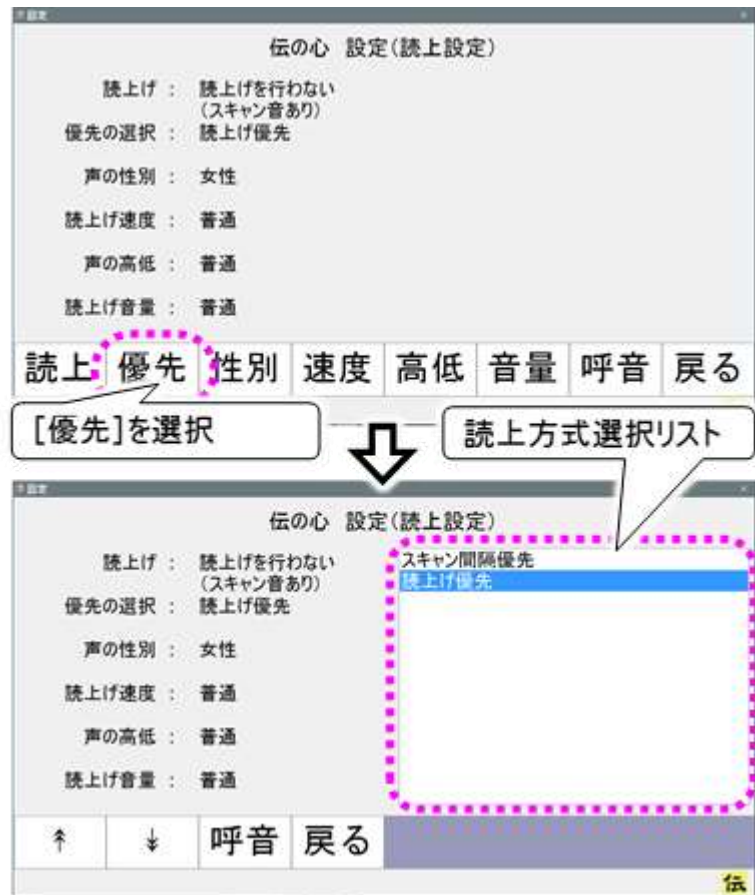 設定
伝の心 設定(読上設定)
読上げ : 読上げを行わない
(スキャン音あり)
優先の選択 : 読上げ優先
声の性別 : 女性
読上げ速度 : 普通
声の高低 : 普通
読上げ音量 : 普通
読上 優先 性別 速度 高低 音量 呼音 戻る
[優先]を選択
読上方式選択リスト
設定
伝の心 設定(読上設定)
読上げ : 読上げを行わない
(スキャン音あり)
優先の選択 : 読上げ優先
声の性別 : 女性
読上げ速度 : 普通
声の高低 : 普通
読上げ音量 : 普通
スキャン間隔優先
読上げ優先
↑ ↓ 呼音 戻る
伝